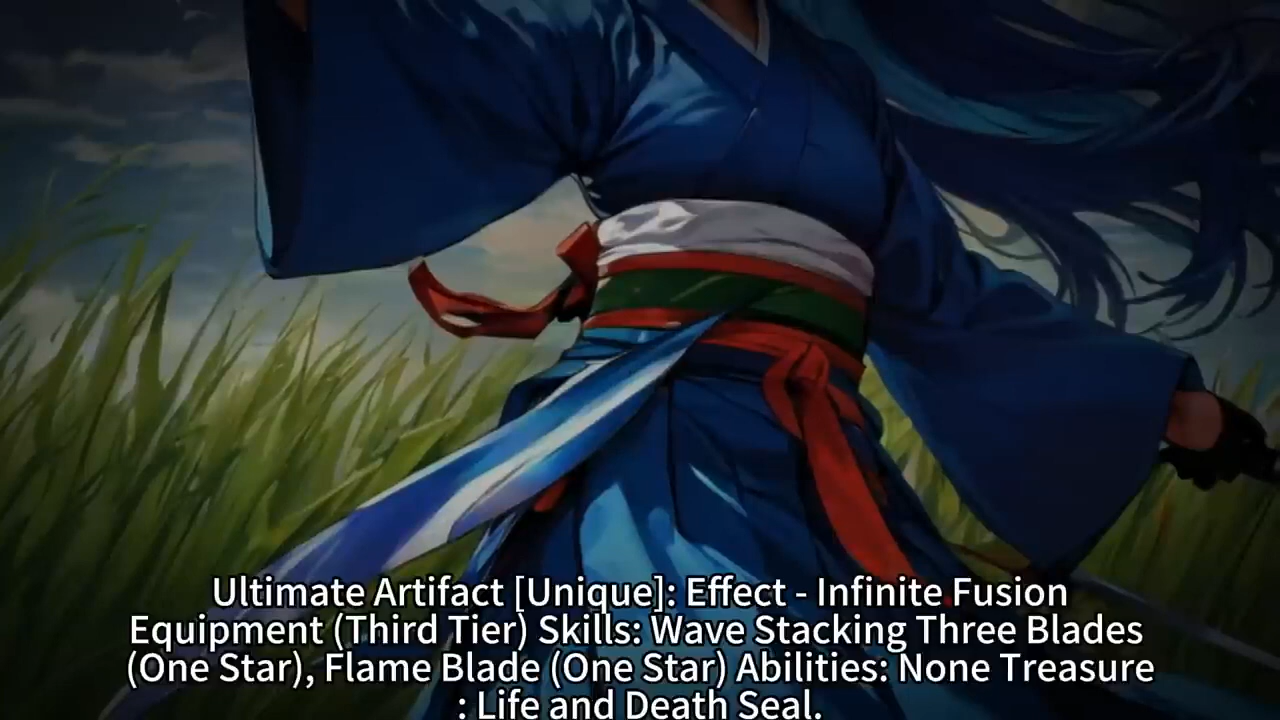 Ultimate Artifact [Unique]: Effect - Infinite Fusion
Equipment (Third Tier) Skills: Wave Stacking Three Blades
(One Star), Flame Blade (One Star) Abilities: None Treasure
: Life and Death Seal.